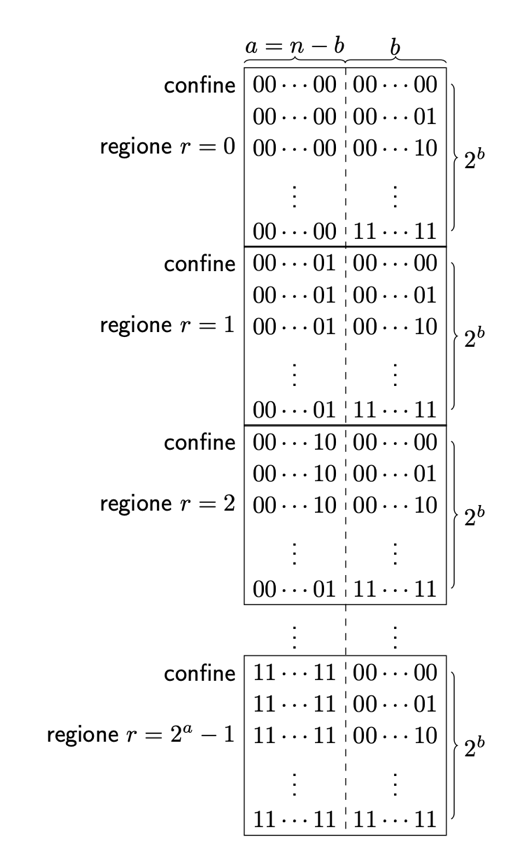 a = n − b b
confine 00 ⋯ 00 00 ⋯ 00
00 ⋯ 00 00 ⋯ 01
regione r = 0 00 ⋯ 00 00 ⋯ 10 2^b
⋮ ⋮
00 ⋯ 00 11 ⋯ 11
confine 00 ⋯ 01 00 ⋯ 00
00 ⋯ 01 00 ⋯ 01
regione r = 1 00 ⋯ 01 00 ⋯ 10 2^b
⋮ ⋮
00 ⋯ 01 11 ⋯ 11
confine 00 ⋯ 10 00 ⋯ 00
00 ⋯ 10 00 ⋯ 01
regione r = 2 00 ⋯ 10 00 ⋯ 10 2^b
⋮ ⋮
00 ⋯ 01 11 ⋯ 11
⋮ ⋮
confine 11 ⋯ 11 00 ⋯ 00
11 ⋯ 11 00 ⋯ 01
regione r = 2^a − 1 11 ⋯ 11 00 ⋯ 10 2^b
⋮ ⋮
11 ⋯ 11 11 ⋯ 11